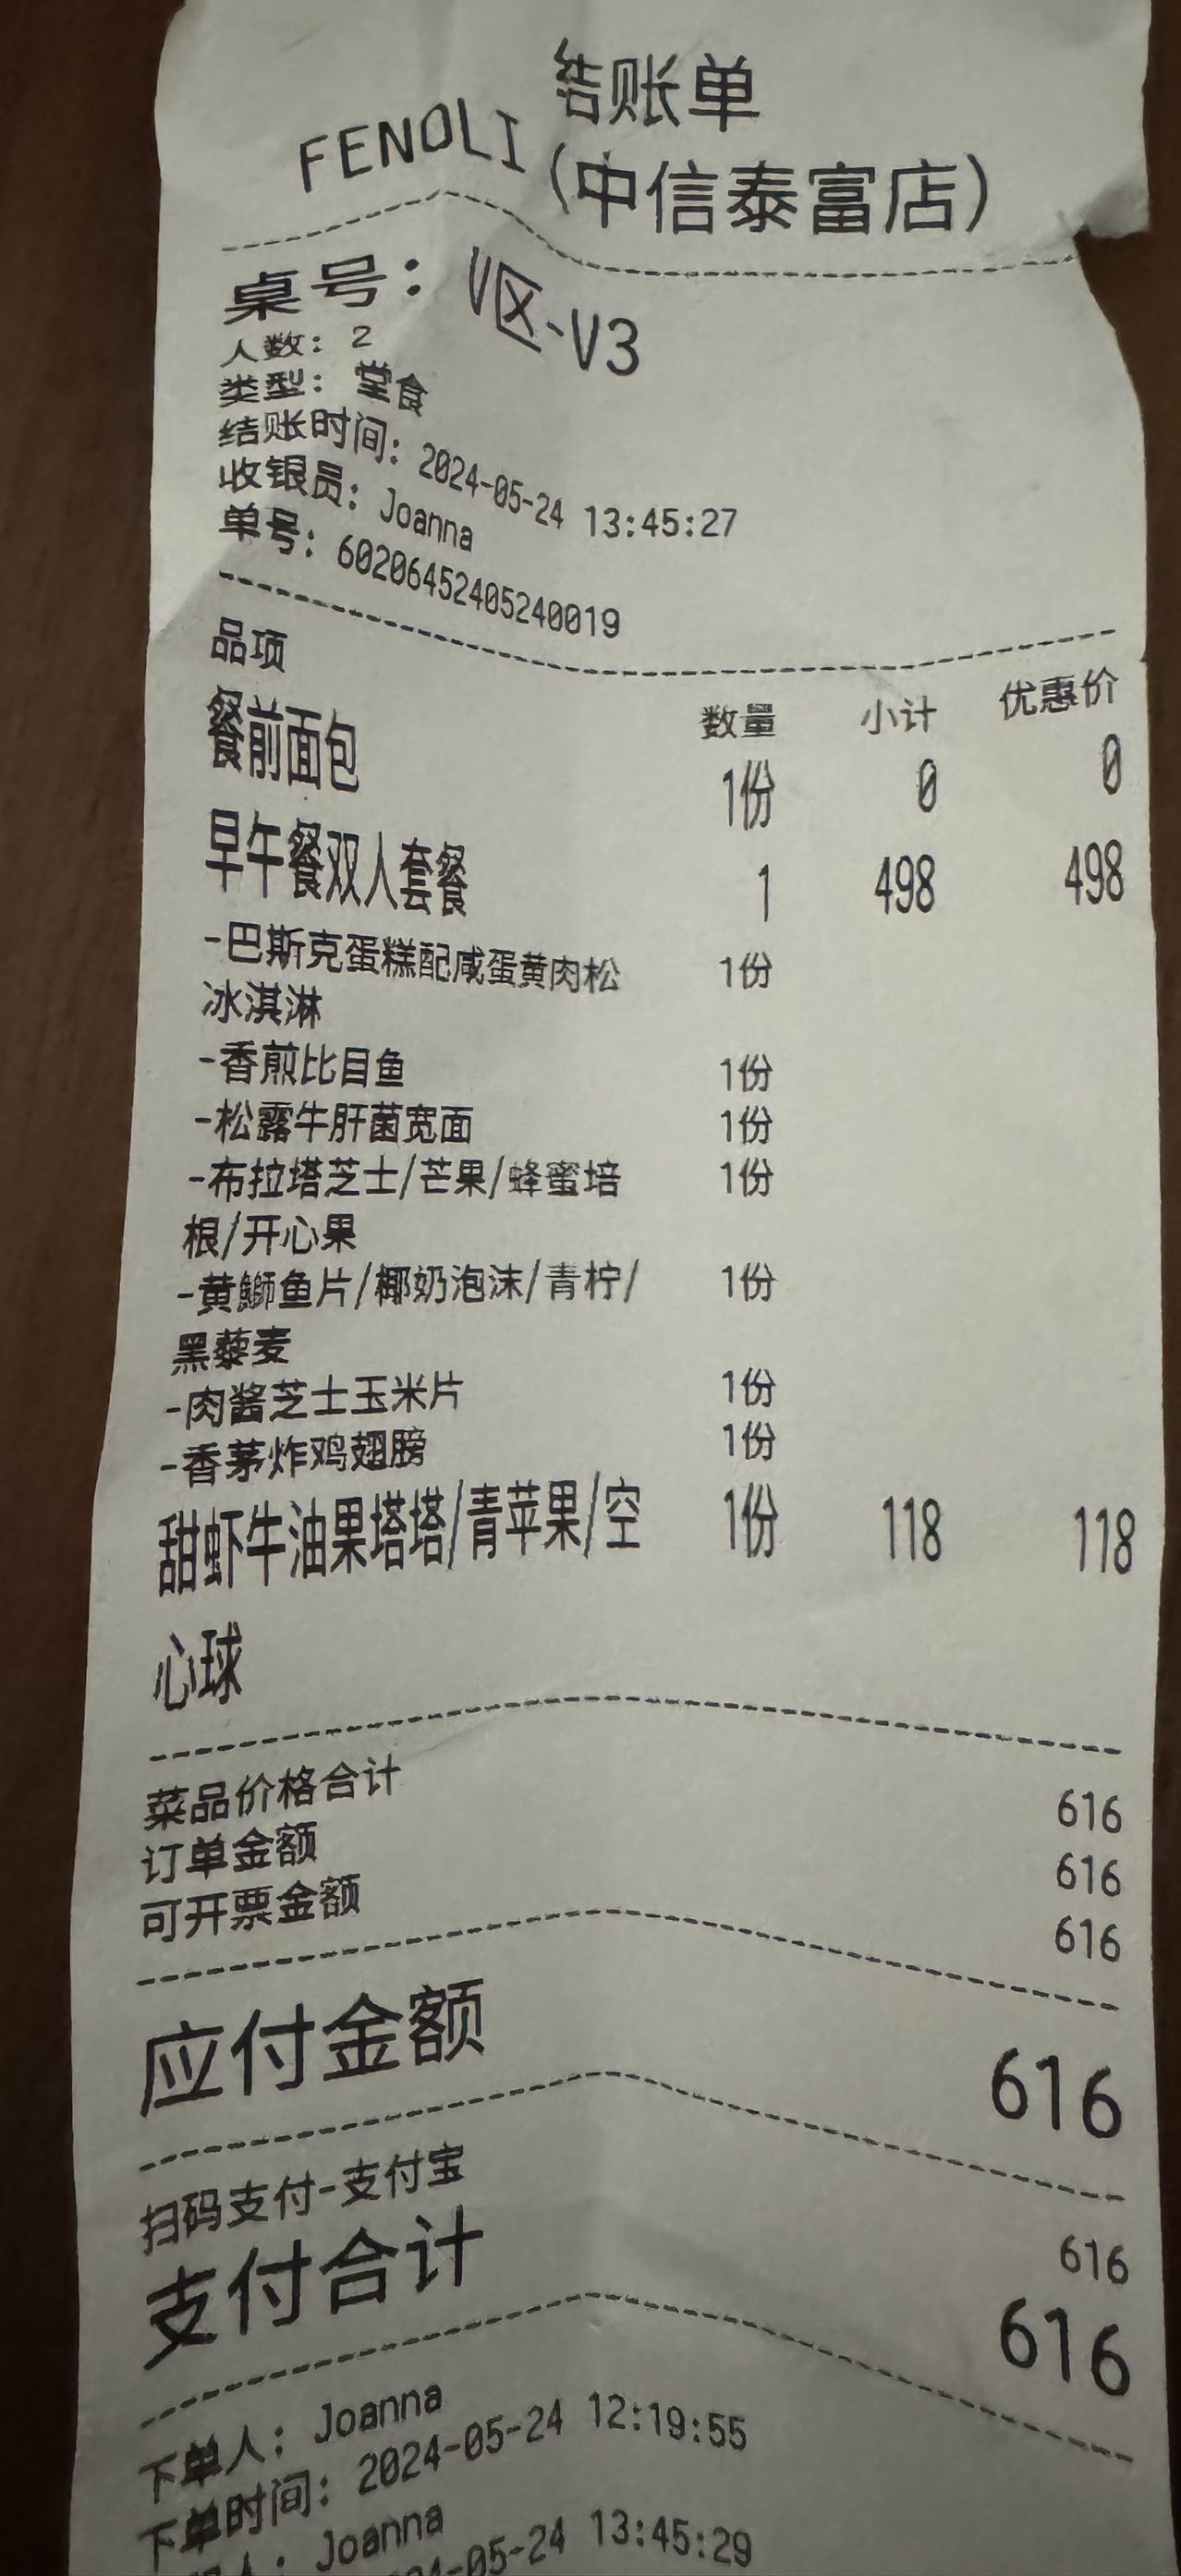 结账单
FENOLI(中信泰富店)
桌号：V区-V3
人数：2
类型：堂食
结账时间：2024-05-24 13:45:27
收银员：Joanna
单号：60206452405240019
品项 数量 小计 优惠价
餐前面包 1份 0 0
早午餐双人套餐 1 498 498
-巴斯克蛋糕配咸蛋黄肉松 1份
冰淇淋
-香煎比目鱼 1份
-松露牛肝菌宽面 1份
-布拉塔芝士/芒果/蜂蜜培 1份
根/开心果
-黄鰤鱼片/椰奶泡沫/青柠/ 1份
黑藜麦
-肉酱芝士玉米片 1份
-香茅炸鸡翅膀 1份
甜虾牛油果塔塔/青苹果/空 1份 118 118
心球
菜品价格合计 616
订单金额 616
可开票金额 616
应付金额 616
扫码支付-支付宝 616
支付合计 616
下单人：Joanna
下单时间：2024-05-24 12:19:55
人：Joanna
-05-24 13:45:29